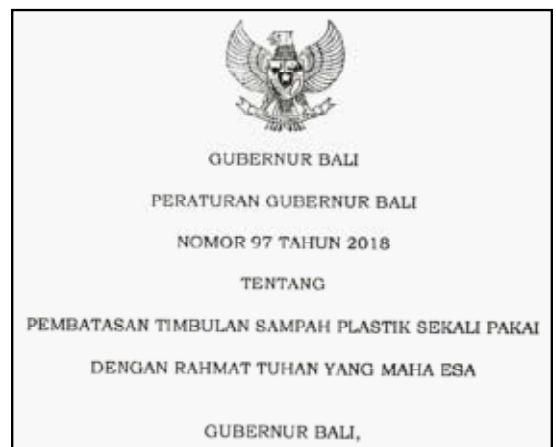 GUBERNUR BALI
PERATURAN GUBERNUR BALI
NOMOR 97 TAHUN 2018
TENTANG
PEMBATASAN TIMBULAN SAMPAH PLASTIK SEKALI PAKAI
DENGAN RAHMAT TUHAN YANG MAHA ESA
GUBERNUR BALI,